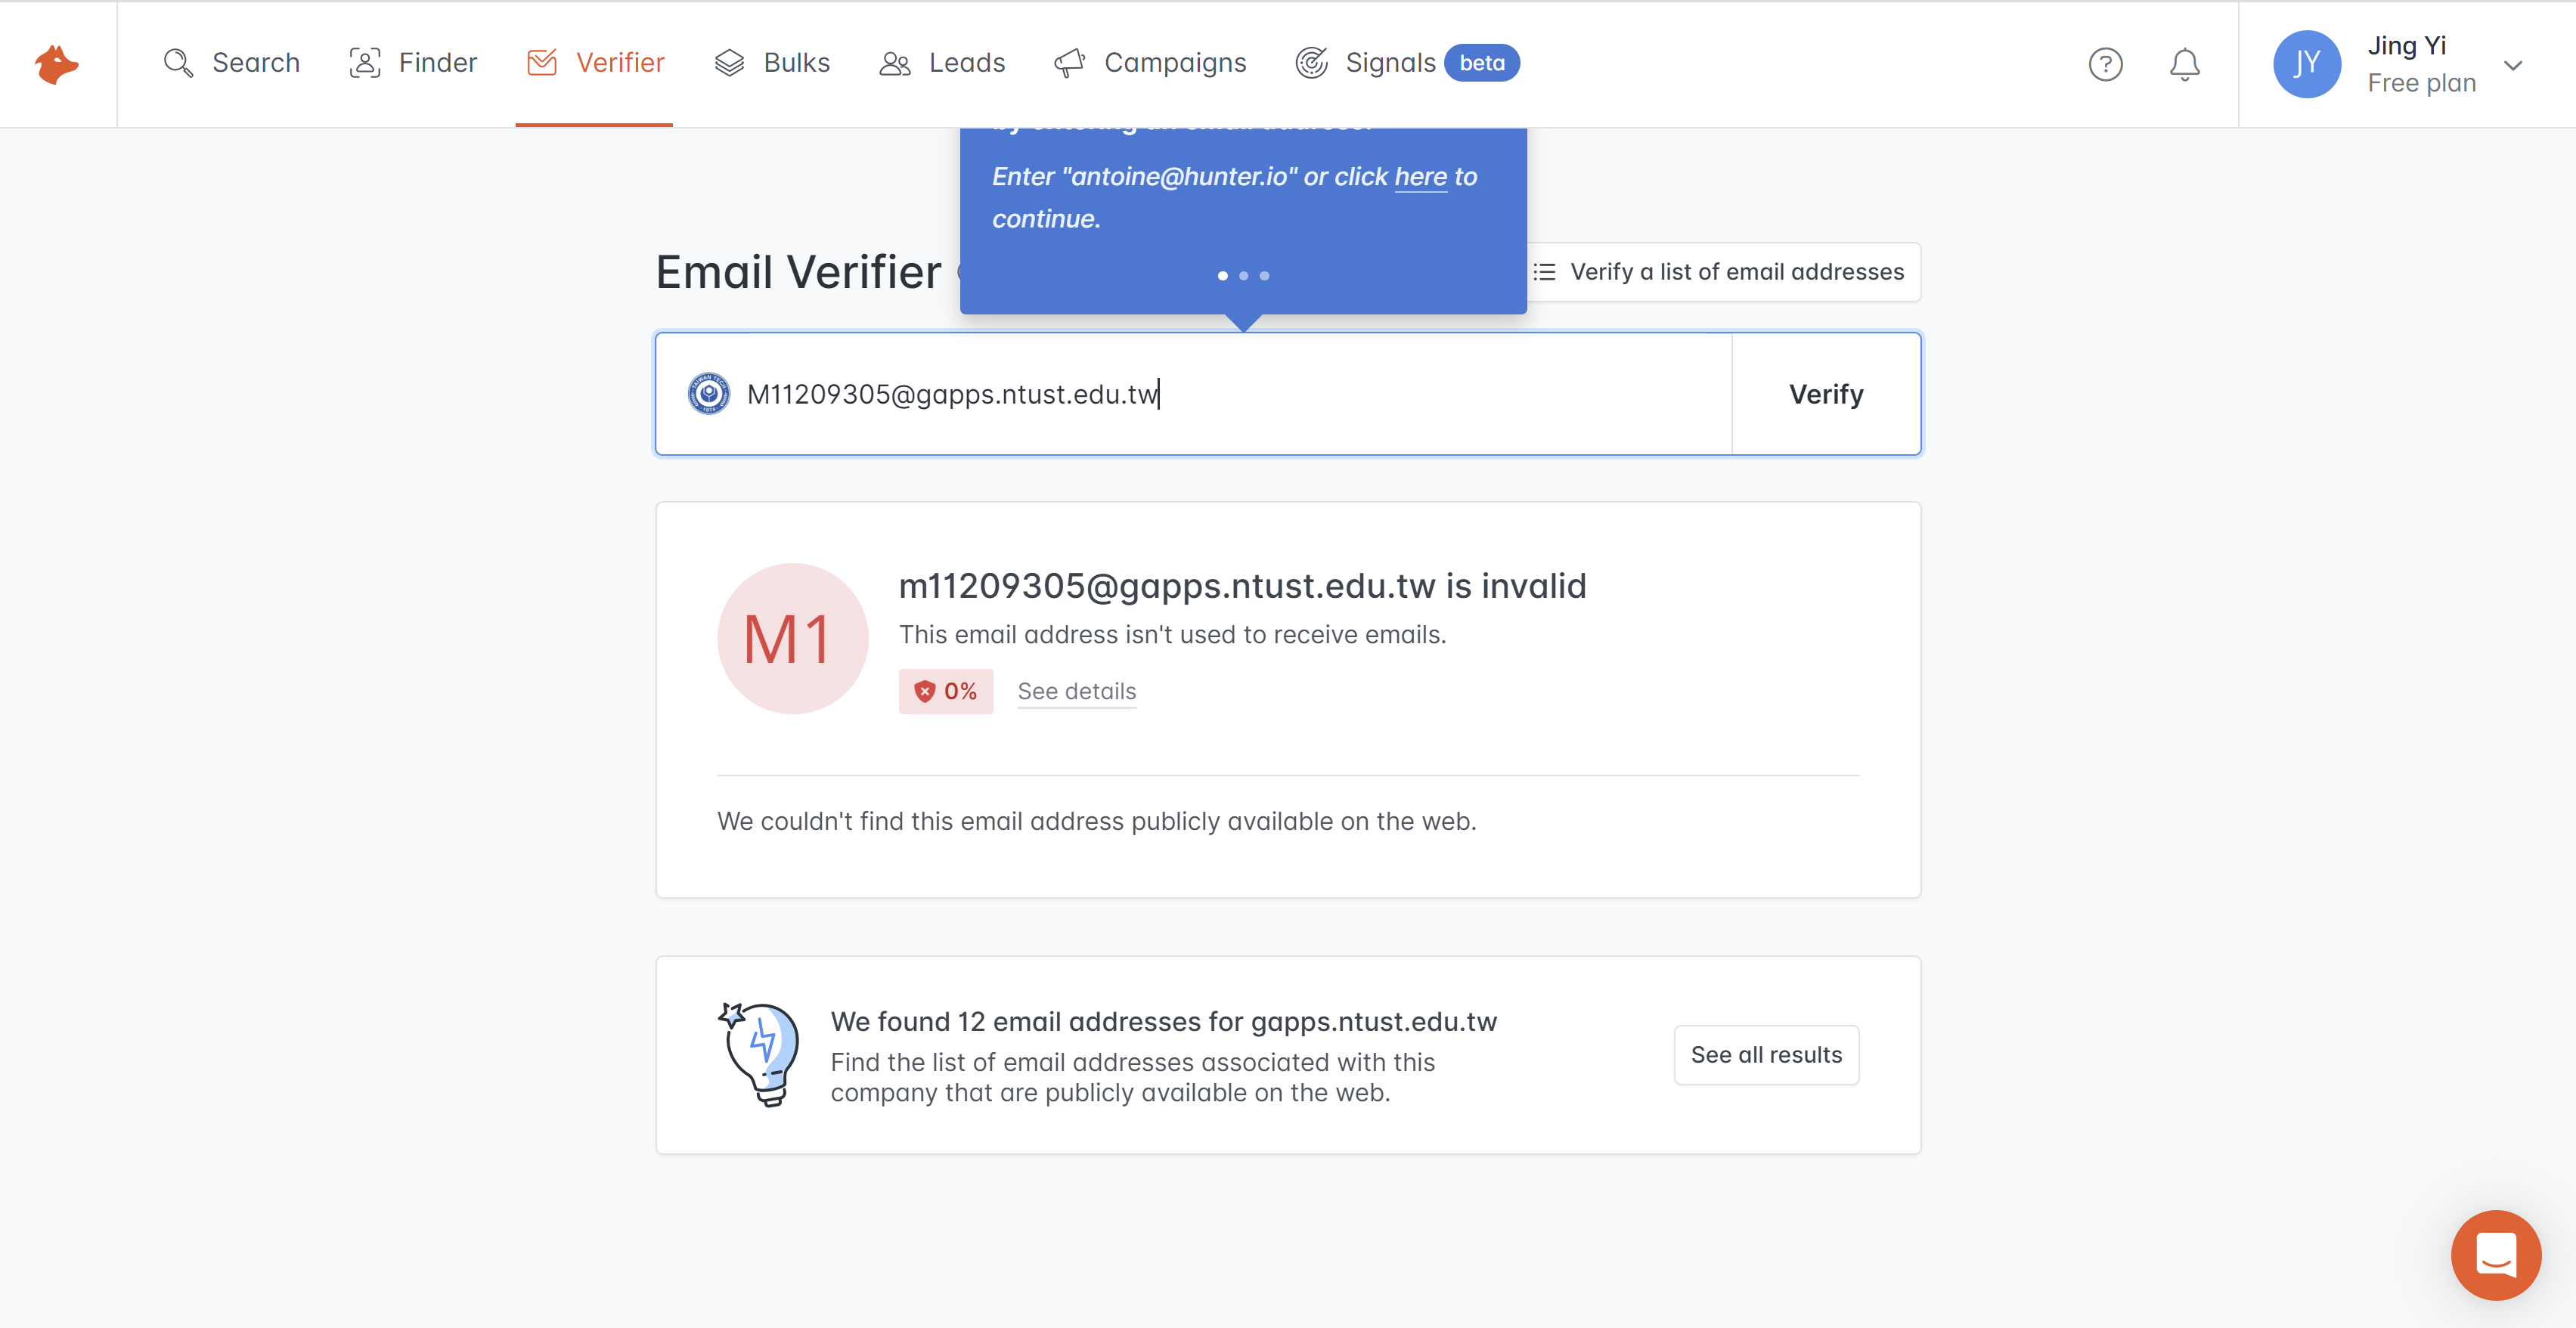 Search
Finder
Verifier
Bulks
Leads
Campaigns
Signals beta
?
JY
Jing Yi
Free plan
by entering an email address.
Enter "antoine@hunter.io" or click here to
continue.
Email Verifier
Verify a list of email addresses
M11209305@gapps.ntust.edu.tw
Verify
M1
m11209305@gapps.ntust.edu.tw is invalid
This email address isn't used to receive emails.
0%
See details
We couldn't find this email address publicly available on the web.
We found 12 email addresses for gapps.ntust.edu.tw
Find the list of email addresses associated with this
company that are publicly available on the web.
See all results